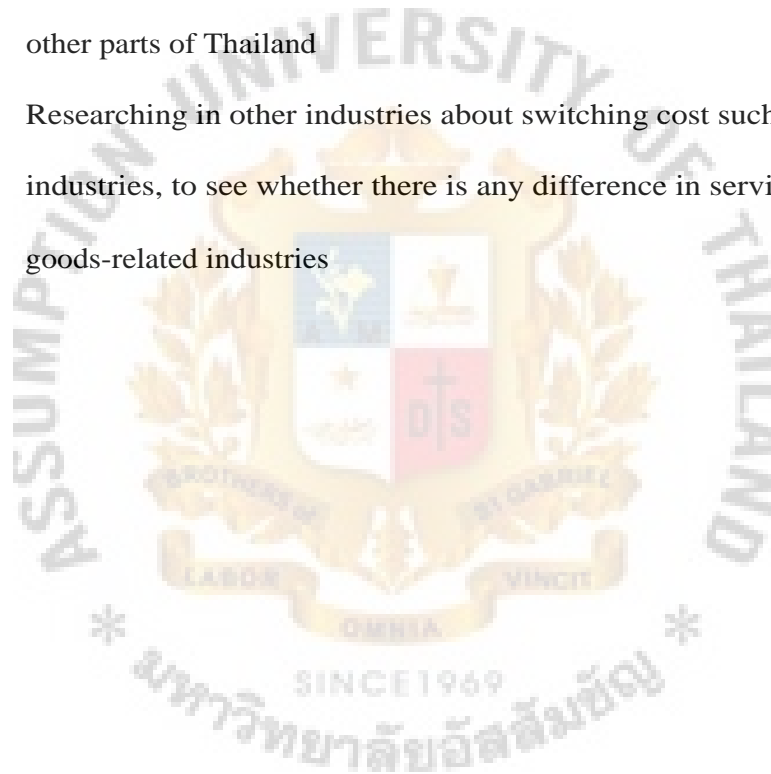 other parts of Thailand
Researching in other industries about switching cost such
industries, to see whether there is any difference in servi
goods-related industries
ASSUMPTION UNIVERSITY OF THAILAND
A M
D S
BROTHERS of ST GABRIEL
LABOR OMNIA VINCIT
SINCE1969
มหาวิทยาลัยอัสสัมชัญ